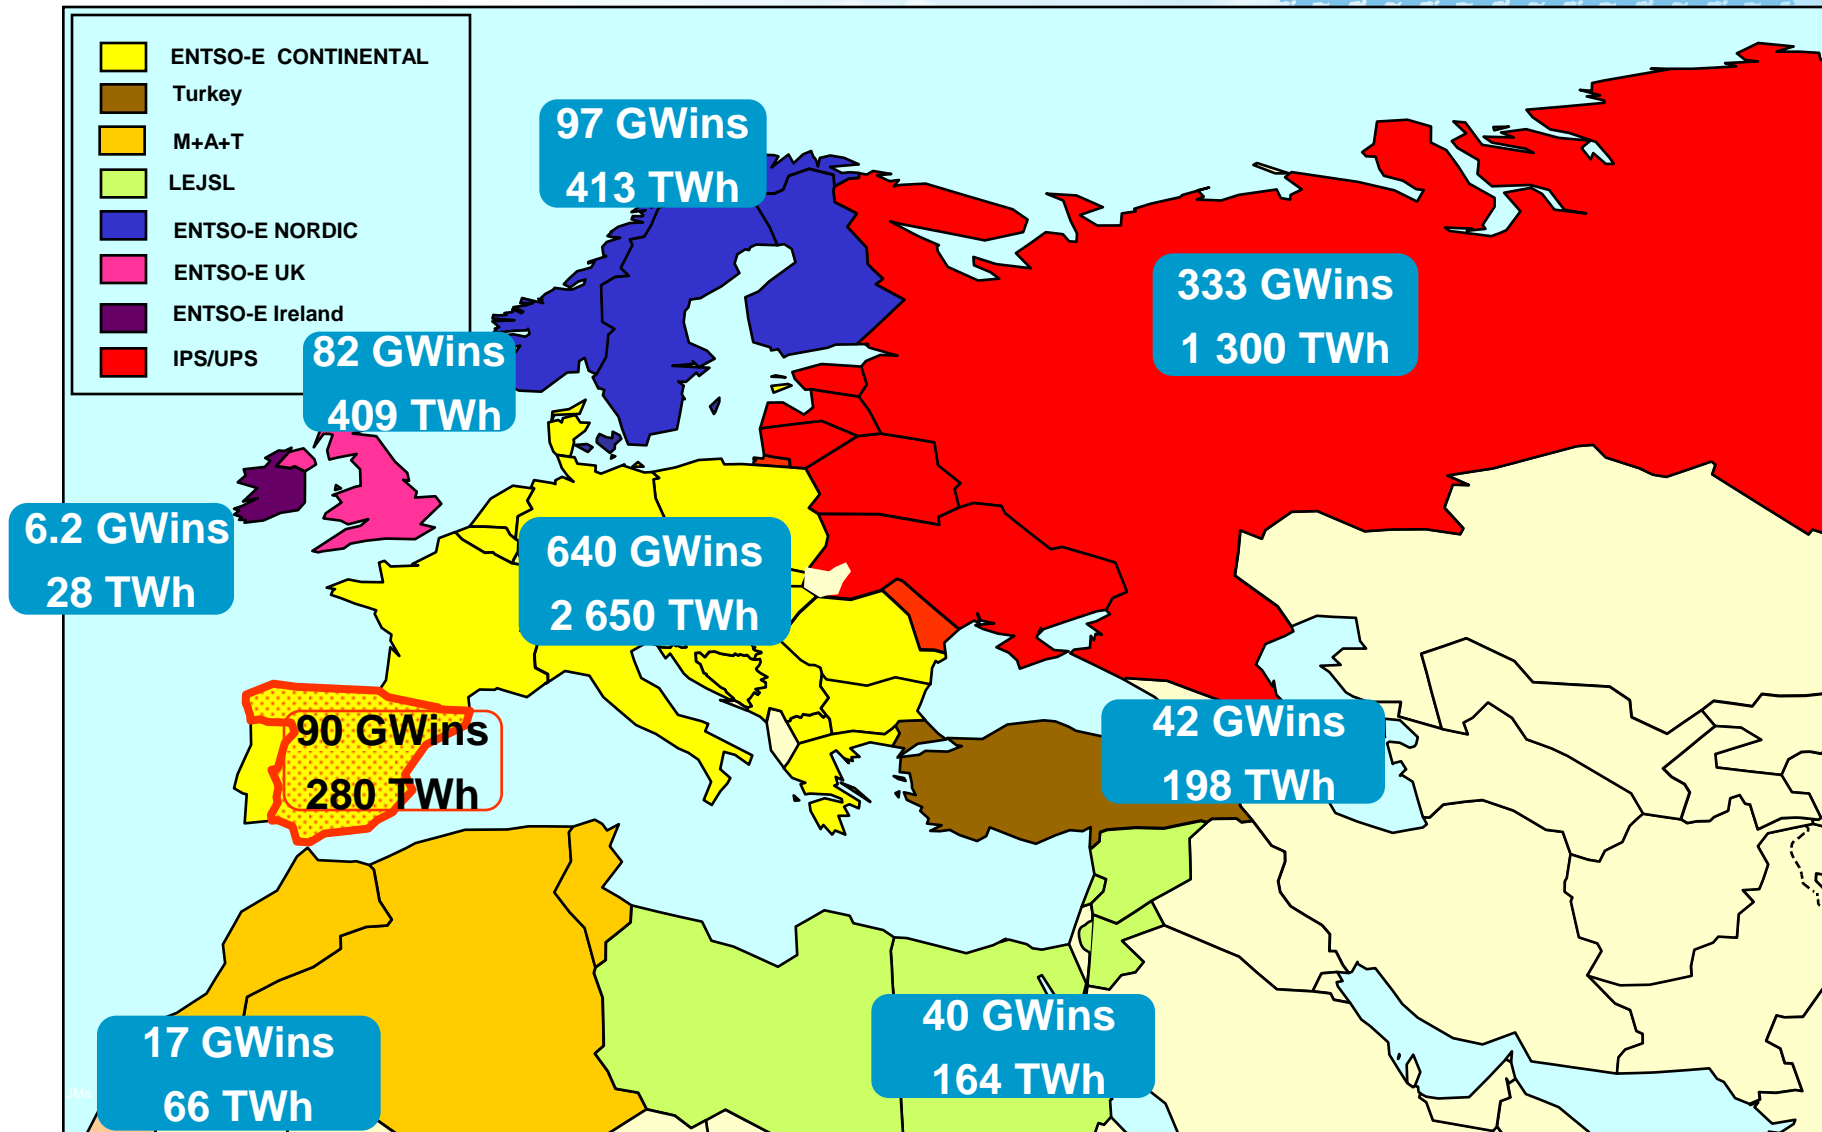 ENTSO-E CONTINENTAL
Turkey
M+A+T
LEJSL
ENTSO-E NORDIC
ENTSO-E UK
ENTSO-E Ireland
IPS/UPS
97 GWins
413 TWh
333 GWins
1 300 TWh
82 GWins
409 TWh
6.2 GWins
28 TWh
640 GWins
2 650 TWh
90 GWins
280 TWh
42 GWins
198 TWh
40 GWins
164 TWh
17 GWins
66 TWh